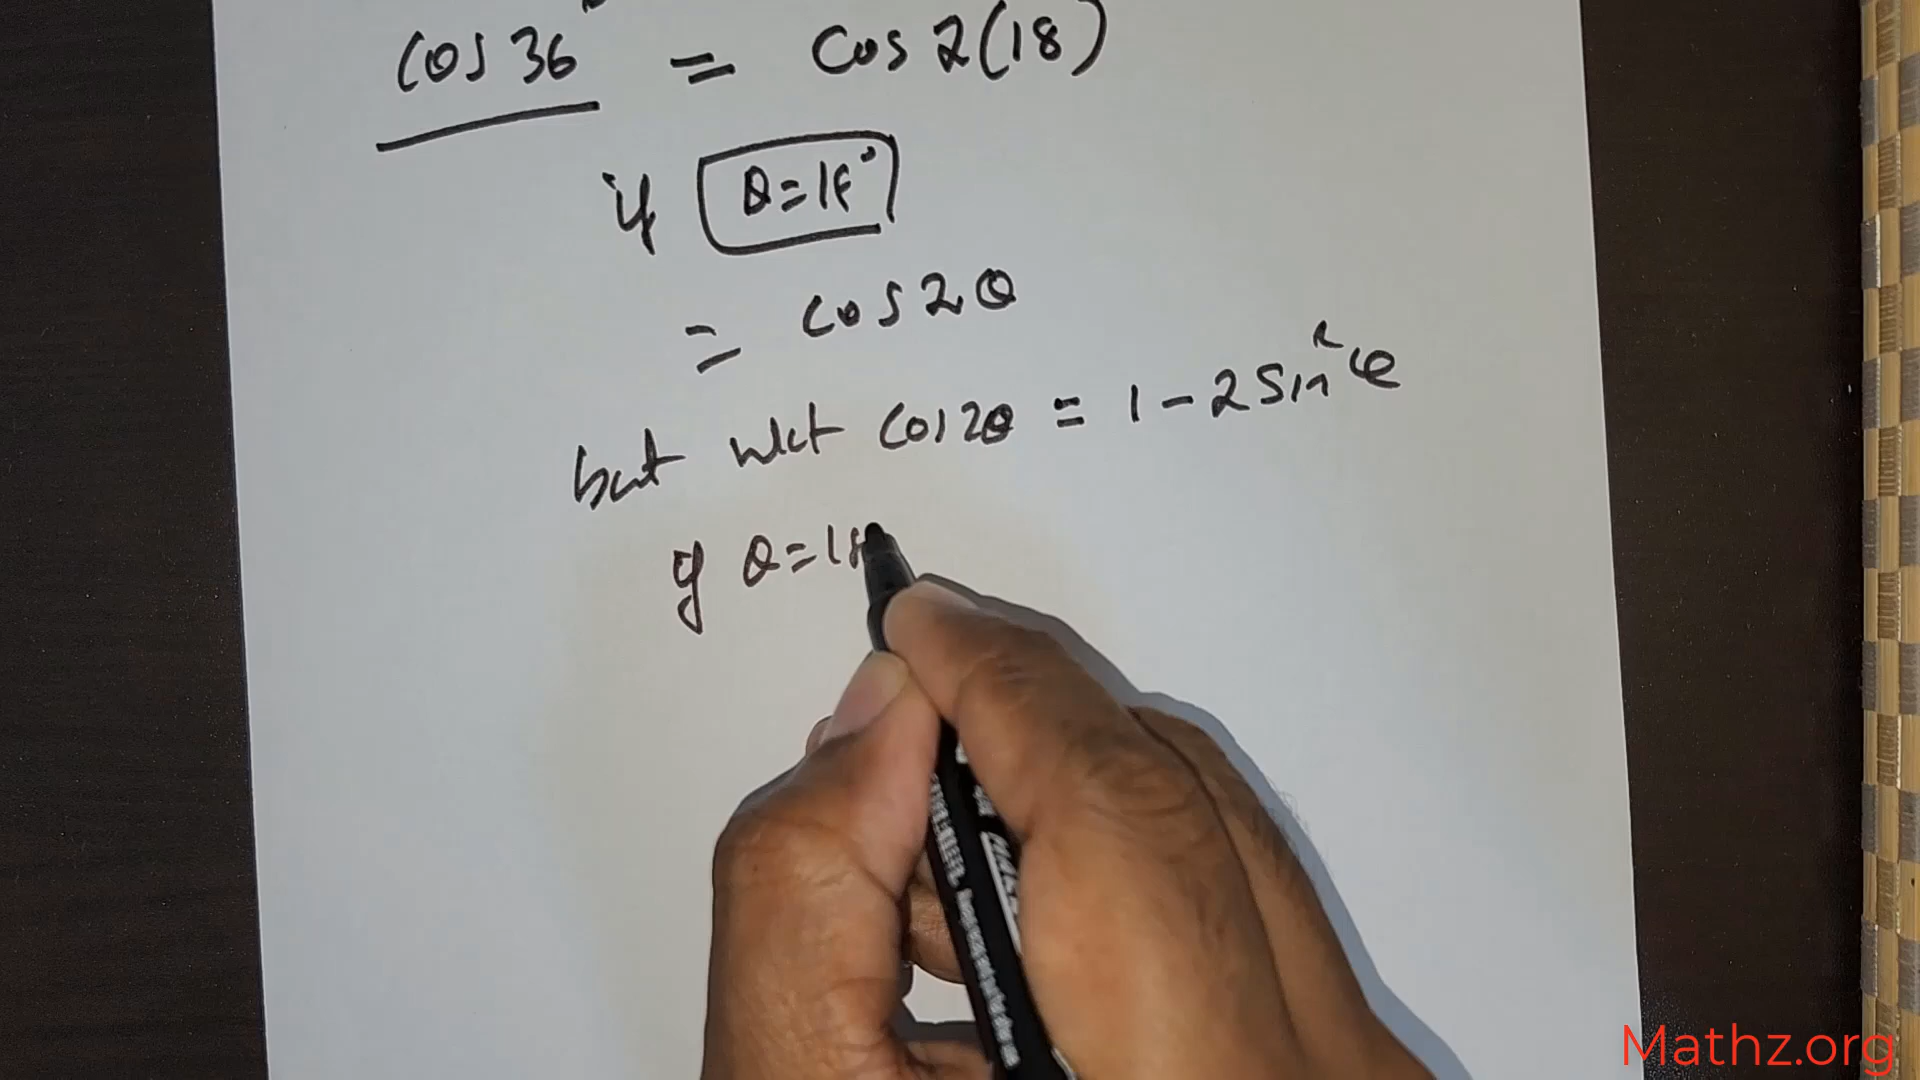 cos 36° = cos 2(18)
if θ=18°
= cos 2θ
but wkt cos 2θ = 1 - 2 sin²θ
if θ=18
Mathz.org